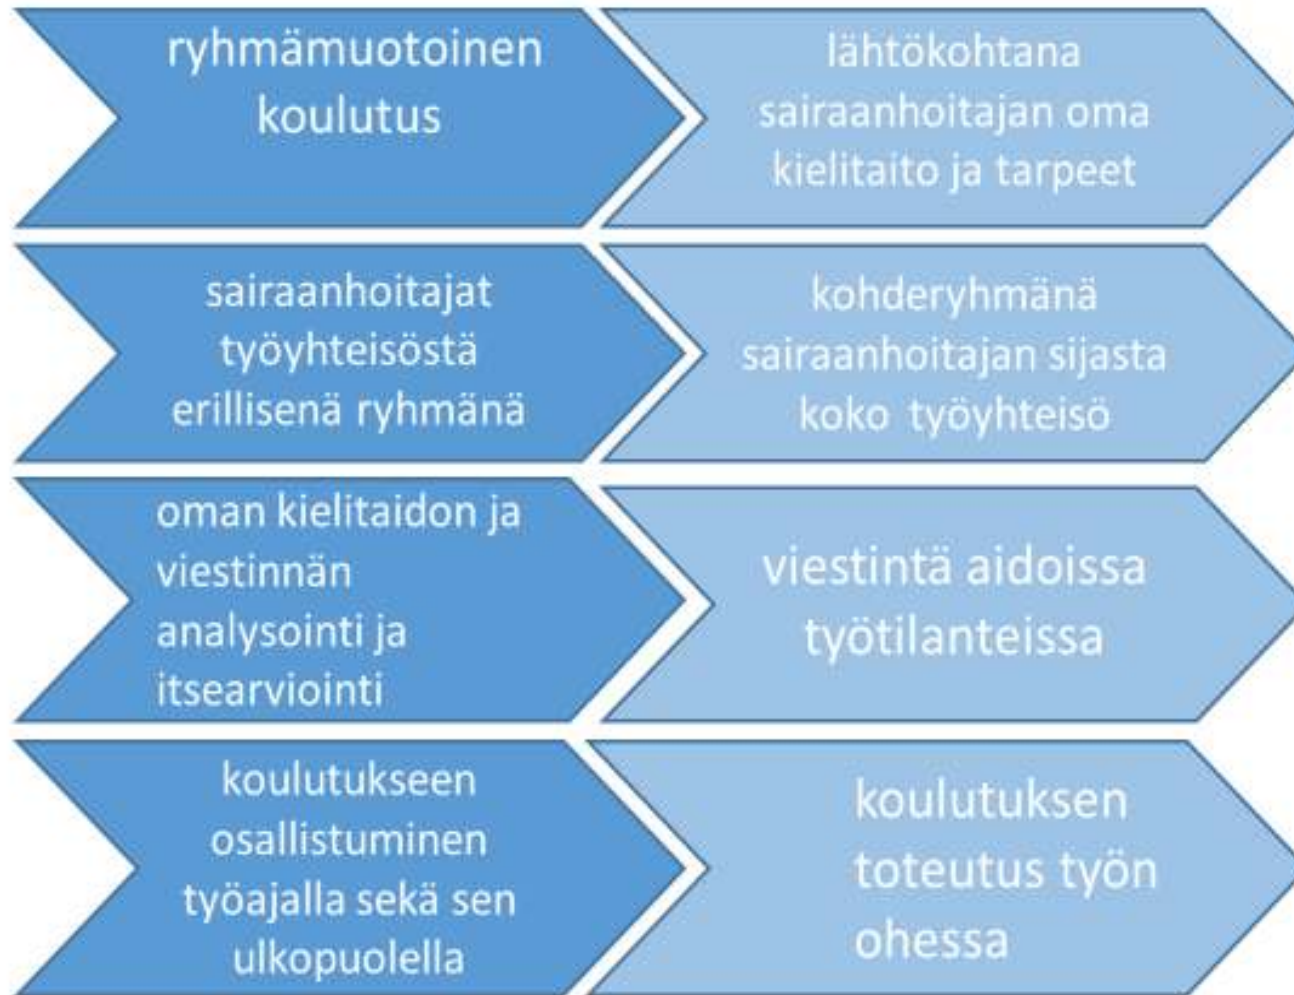 ryhmämuotoinen
koulutus
lähtökohtana
sairaanhoitajan oma
kielitaito ja tarpeet
sairaanhoitajat
työyhteisöstä
erillisenä ryhmänä
kohderyhmänä
sairaanhoitajan sijasta
koko työyhteisö
oman kielitaidon ja
viestinnän
analysointi ja
itsearviointi
viestintä aidoissa
työtilanteissa
koulutukseen
osallistuminen
työajalla sekä sen
ulkopuolella
koulutuksen
toteutus työn
ohessa